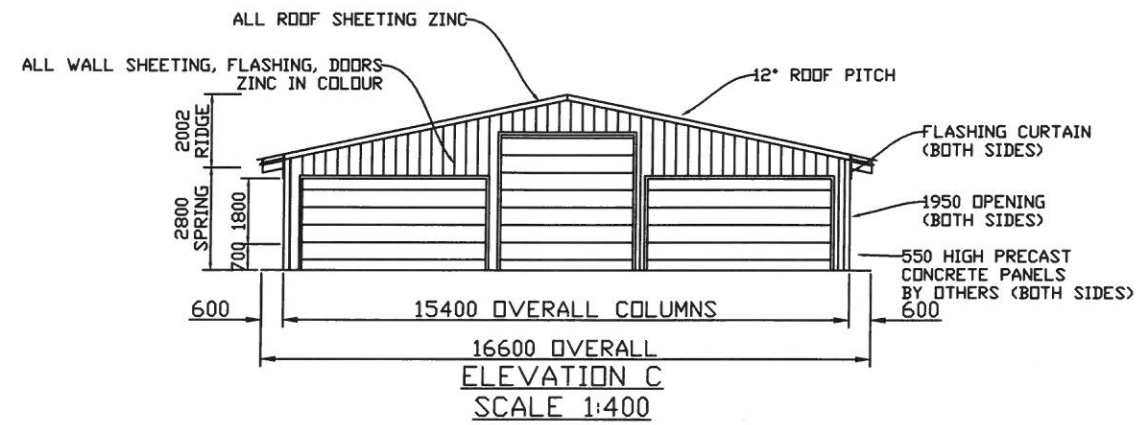 ALL ROOF SHEETING ZINC
ALL WALL SHEETING, FLASHING, DOORS
ZINC IN COLOUR
12° ROOF PITCH
2002
RIDGE
FLASHING CURTAIN
(BOTH SIDES)
2800
SPRING
1800
700
1950 OPENING
(BOTH SIDES)
550 HIGH PRECAST
CONCRETE PANELS
BY OTHERS (BOTH SIDES)
600
15400 OVERALL COLUMNS
600
16600 OVERALL
ELEVATION C
SCALE 1:400